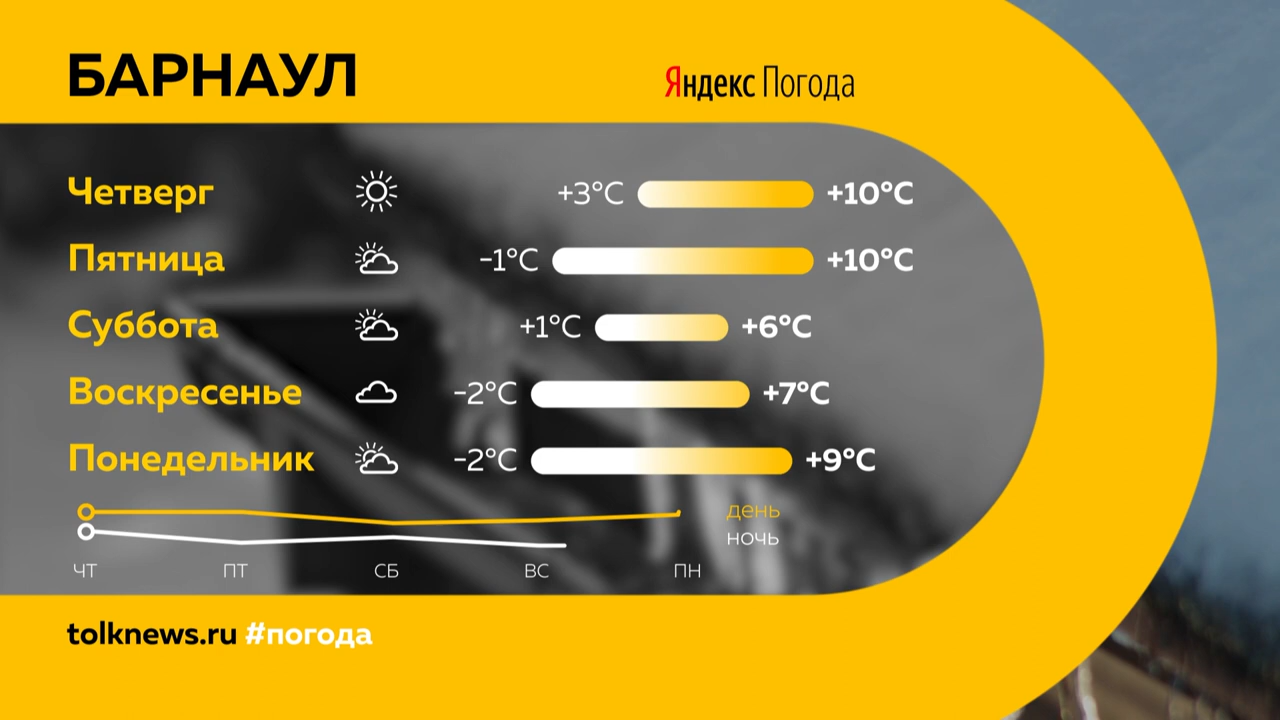 БАРНАУЛ
Яндекс Погода
Четверг +3°C +10°C
Пятница -1°C +10°C
Суббота +1°C +6°C
Воскресенье -2°C +7°C
Понедельник -2°C +9°C
день
ночь
ЧТ ПТ СБ ВС ПН
tolknews.ru #погода